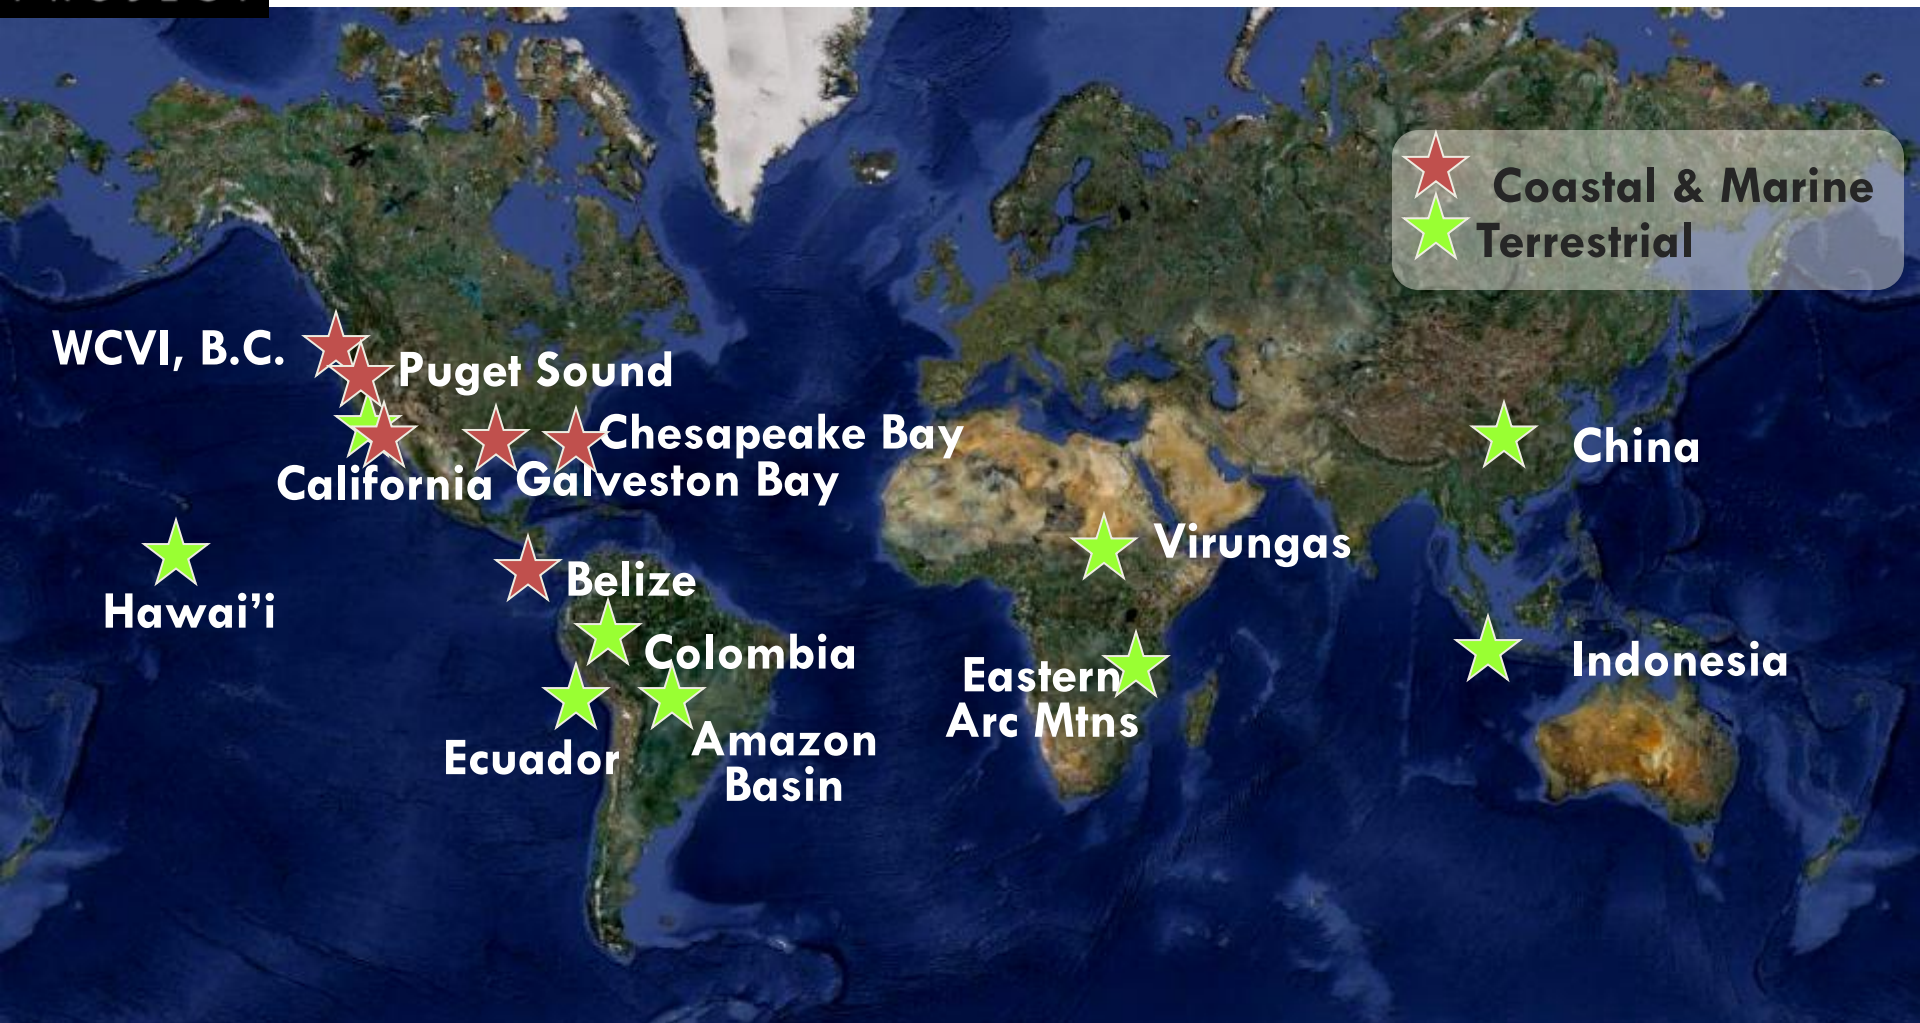 Coastal & Marine
Terrestrial
WCVI, B.C.
Puget Sound
Chesapeake Bay
California
Galveston Bay
China
Virungas
Hawai’i
Belize
Colombia
Eastern
Arc Mtns
Indonesia
Ecuador
Amazon
Basin